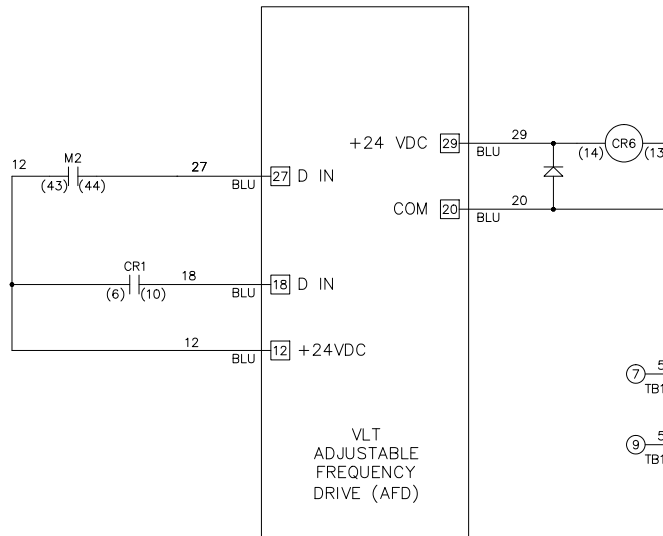 +24 VDC 29 29
BLU
(14) CR6 (13
12 M2 27
(43) (44) BLU 27 D IN
COM 20 20
BLU
CR1 18
(6) (10) BLU 18 D IN
12
BLU 12 +24VDC
7 5
TB1
VLT
ADJUSTABLE
FREQUENCY
DRIVE (AFD)
9 5
TB1